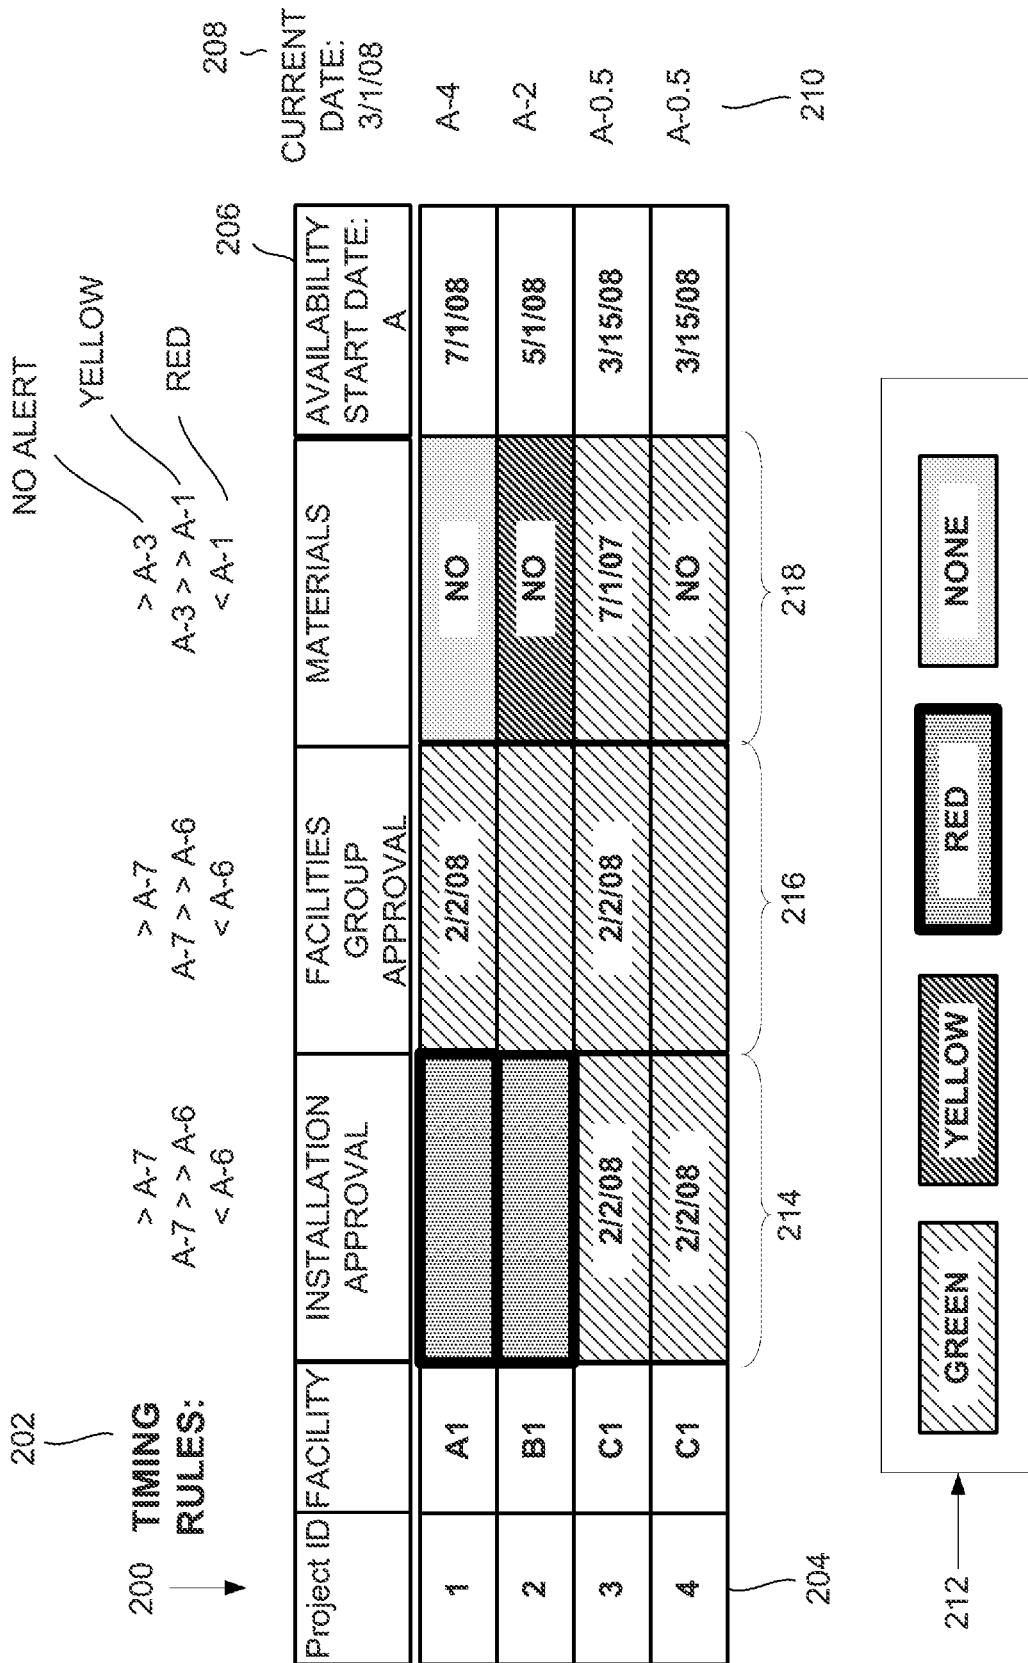 200
202
TIMING
RULES:
> A-7
A-7 > > A-6
< A-6
> A-7
A-7 > > A-6
< A-6
> A-3
A-3 > > A-1
< A-1
NO ALERT
YELLOW
RED
206
208
CURRENT
DATE:
3/1/08
Project ID FACILITY INSTALLATION APPROVAL FACILITIES GROUP APPROVAL MATERIALS AVAILABILITY START DATE: A
1 A1 2/2/08 NO 7/1/08 A-4
2 B1 NO 5/1/08 A-2
3 C1 2/2/08 2/2/08 7/1/07 3/15/08 A-0.5
4 C1 2/2/08 NO 3/15/08 A-0.5
204
214
216
218
210
212
GREEN YELLOW RED NONE